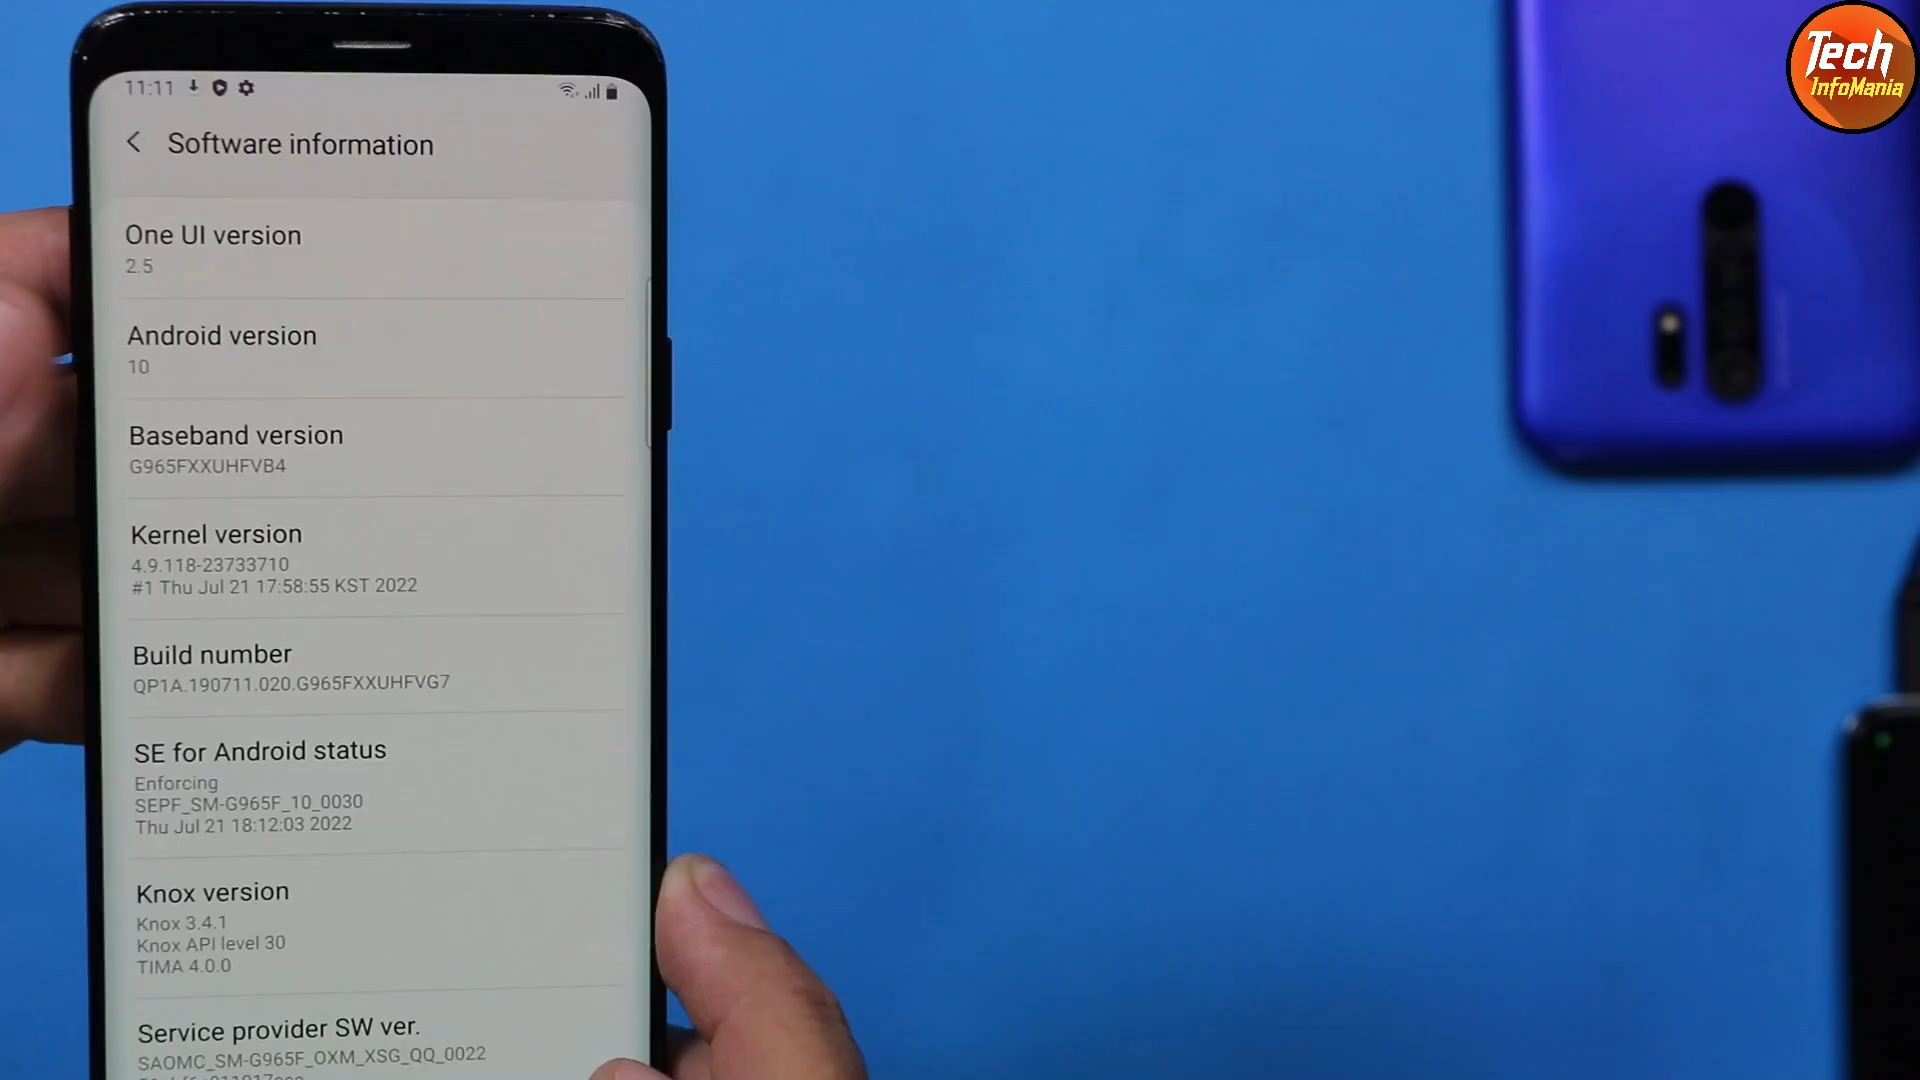 Tech
InfoMania
11:11
Software information
One UI version
2.5
Android version
10
Baseband version
G965FXXUHFVB4
Kernel version
4.9.118-23733710
#1 Thu Jul 21 17:58:55 KST 2022
Build number
QP1A.190711.020.G965FXXUHFVG7
SE for Android status
Enforcing
SEPF_SM-G965F_10_0030
Thu Jul 21 18:12:03 2022
Knox version
Knox 3.4.1
Knox API level 30
TIMA 4.0.0
Service provider SW ver.
SAOMC_SM-G965F_OXM_XSG_QQ_0022